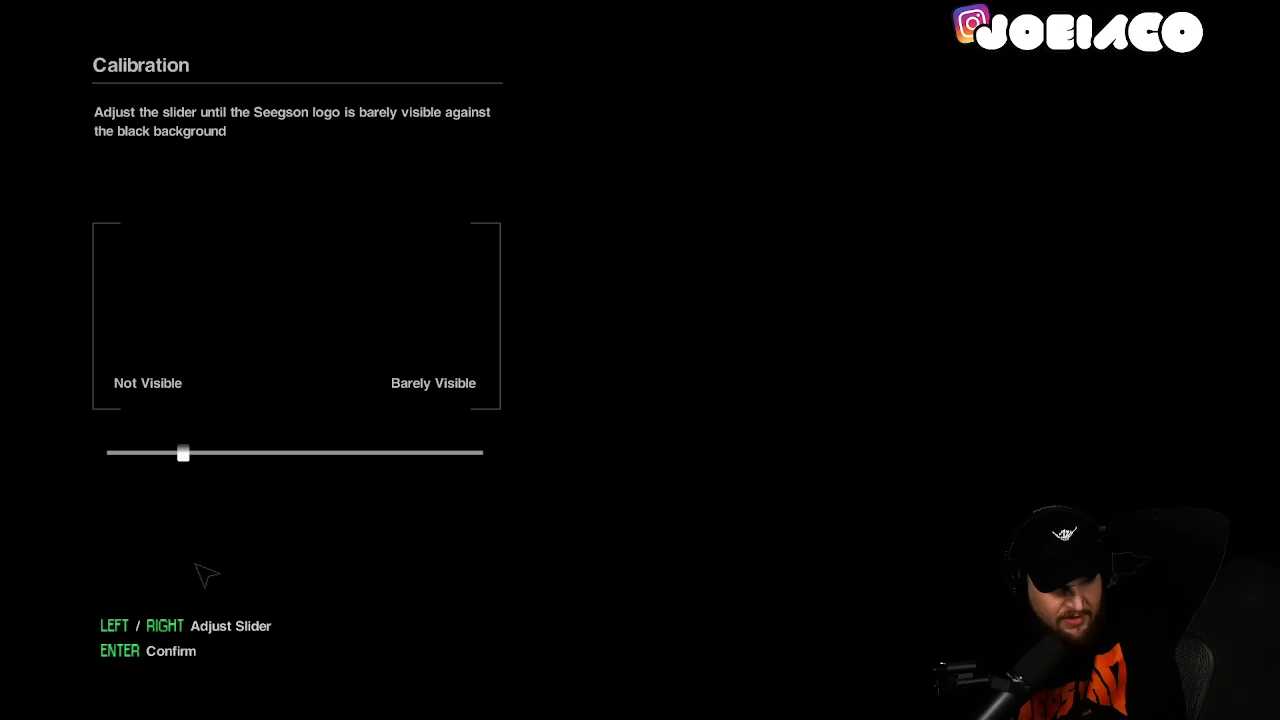 JOEIACO
Calibration
Adjust the slider until the Seegson logo is barely visible against
the black background
Not Visible
Barely Visible
LEFT / RIGHT Adjust Slider
ENTER Confirm